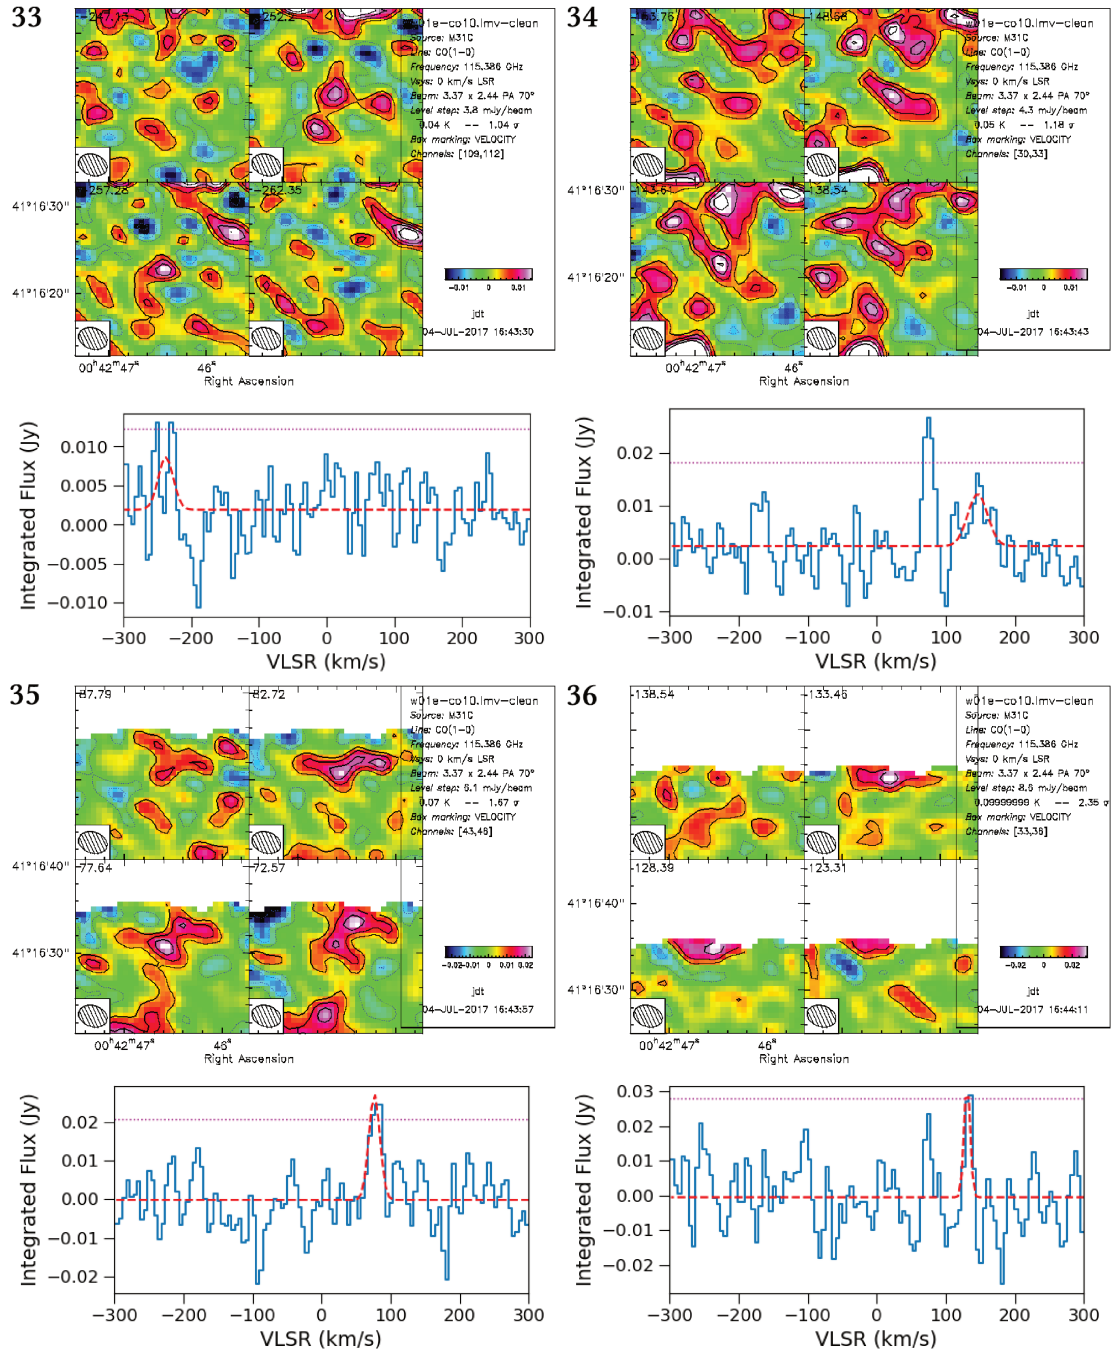 33
-247.13
-252.2
w01e-co10.lmv-clean
Source: M31C
Line: CO(1-0)
Frequency: 115.386 GHz
Vsys: 0 km/s LSR
Beam: 3.37 x 2.44 PA 70°
Level step: 3.8 mJy/beam
0.04 K -- 1.04 σ
Box marking: VELOCITY
Channels: [109,112]
-257.28
-262.35
41°16'30"
41°16'20"
-0.01 0 0.01
jdt
04-JUL-2017 16:43:30
00h42m47s 46s
Right Ascension
Integrated Flux (Jy)
0.010
0.005
0.000
−0.005
−0.010
−300 −200 −100 0 100 200 300
VLSR (km/s)
34
153.76
148.68
w01e-co10.lmv-clean
Source: M31C
Line: CO(1-0)
Frequency: 115.386 GHz
Vsys: 0 km/s LSR
Beam: 3.37 x 2.44 PA 70°
Level step: 4.3 mJy/beam
0.05 K -- 1.18 σ
Box marking: VELOCITY
Channels: [30,33]
143.61
138.54
41°16'30"
41°16'20"
-0.01 0 0.01
jdt
04-JUL-2017 16:43:43
00h42m47s 46s
Right Ascension
Integrated Flux (Jy)
0.02
0.01
0.00
−0.01
−300 −200 −100 0 100 200 300
VLSR (km/s)
35
87.79
82.72
w01e-co10.lmv-clean
Source: M31C
Line: CO(1-0)
Frequency: 115.386 GHz
Vsys: 0 km/s LSR
Beam: 3.37 x 2.44 PA 70°
Level step: 6.1 mJy/beam
0.07 K -- 1.67 σ
Box marking: VELOCITY
Channels: [43,46]
77.64
72.57
41°16'40"
41°16'30"
-0.02-0.01 0 0.01 0.02
jdt
04-JUL-2017 16:43:57
00h42m47s 46s
Right Ascension
Integrated Flux (Jy)
0.02
0.01
0.00
−0.01
−0.02
−300 −200 −100 0 100 200 300
VLSR (km/s)
36
138.54
133.46
w01e-co10.lmv-clean
Source: M31C
Line: CO(1-0)
Frequency: 115.386 GHz
Vsys: 0 km/s LSR
Beam: 3.37 x 2.44 PA 70°
Level step: 8.6 mJy/beam
0.09999999 K -- 2.35 σ
Box marking: VELOCITY
Channels: [33,36]
128.39
123.31
41°16'40"
41°16'30"
-0.02 0 0.02
jdt
04-JUL-2017 16:44:11
00h42m47s 46s
Right Ascension
Integrated Flux (Jy)
0.03
0.02
0.01
0.00
−0.01
−0.02
−300 −200 −100 0 100 200 300
VLSR (km/s)